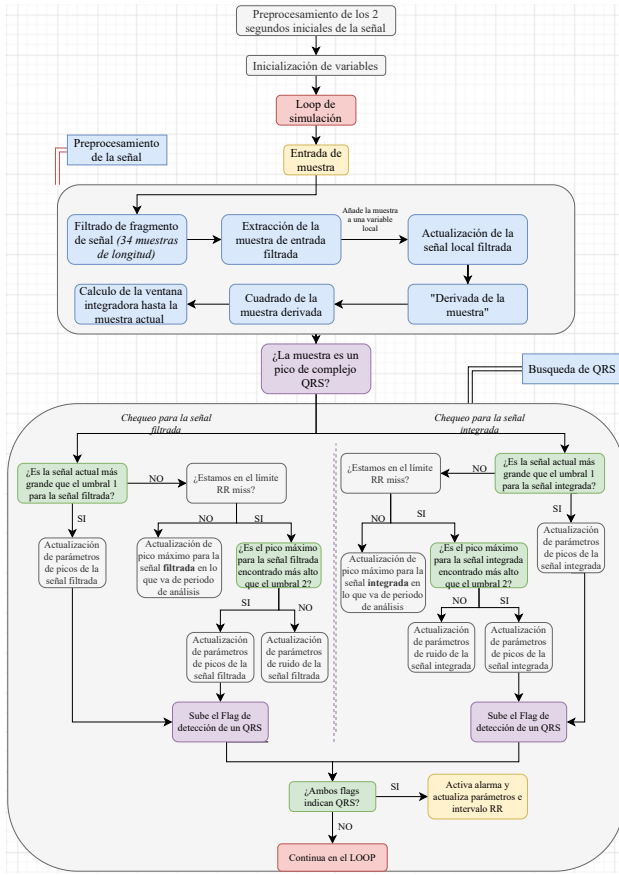 Preprocesamiento de los 2
segundos iniciales de la señal
Inicialización de variables
Loop de
simulación
Preprocesamiento
de la señal
Entrada de
muestra
Filtrado de fragmento
de señal (34 muestras
de longitud)
Extracción de la
muestra de entrada
filtrada
Añade la muestra
a una variable
local
Actualización de la
señal local filtrada
Calculo de la ventana
integradora hasta la
muestra actual
Cuadrado de la
muestra derivada
"Derivada de la
muestra"
¿La muestra es un
pico de complejo
QRS?
Busqueda de QRS
Chequeo para la señal
filtrada
Chequeo para la señal
integrada
¿Es la señal actual más
grande que el umbral 1
para la señal filtrada?
NO
¿Estamos en el límite
RR miss?
SI
Actualización de
parámetros de picos
de la señal filtrada
NO
SI
Actualización de
pico máximo para la
señal filtrada en lo
que va de periodo
de análisis
¿Es el pico máximo
para la señal filtrada
encontrado más alto
que el umbral 2?
SI
NO
Actualización
de parámetros
de picos de la
señal filtrada
Actualización
de parámetros
de ruido de la
señal filtrada
Sube el Flag de
detección de un QRS
¿Estamos en el límite
RR miss?
NO
¿Es la señal actual más
grande que el umbral 1
para la señal integrada?
SI
Actualización
de parámetros
de picos de la
señal integrada
NO
SI
Actualización de
pico máximo para la
señal integrada en
lo que va de periodo
de análisis
¿Es el pico máximo
para la señal integrada
encontrado más alto
que el umbral 2?
NO
SI
Actualización
de parámetros
de ruido de la
señal integrada
Actualización
de parámetros
de picos de la
señal integrada
Sube el Flag de
detección de un QRS
¿Ambos flags
indican QRS?
SI
Activa alarma y
actualiza parámetros e
intervalo RR
NO
Continua en el LOOP